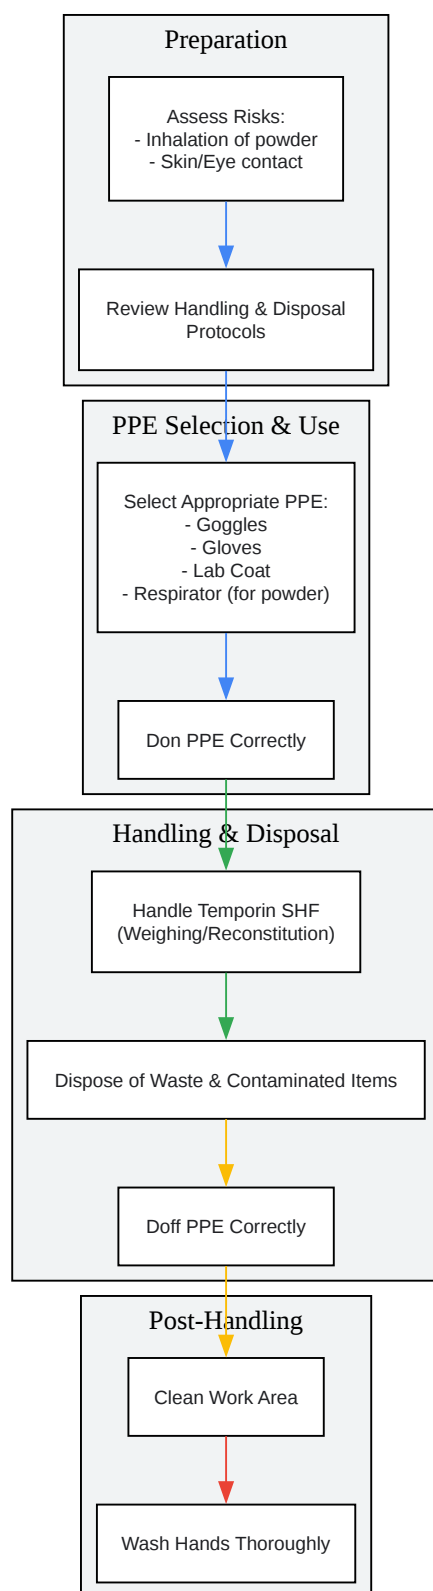 Preparation
Assess Risks:
- Inhalation of powder
- Skin/Eye contact
Review Handling & Disposal
Protocols
PPE Selection & Use
Select Appropriate PPE:
- Goggles
- Gloves
- Lab Coat
- Respirator (for powder)
Don PPE Correctly
Handling & Disposal
Handle Temporin SHF
(Weighing/Reconstitution)
Dispose of Waste & Contaminated Items
Doff PPE Correctly
Post-Handling
Clean Work Area
Wash Hands Thoroughly